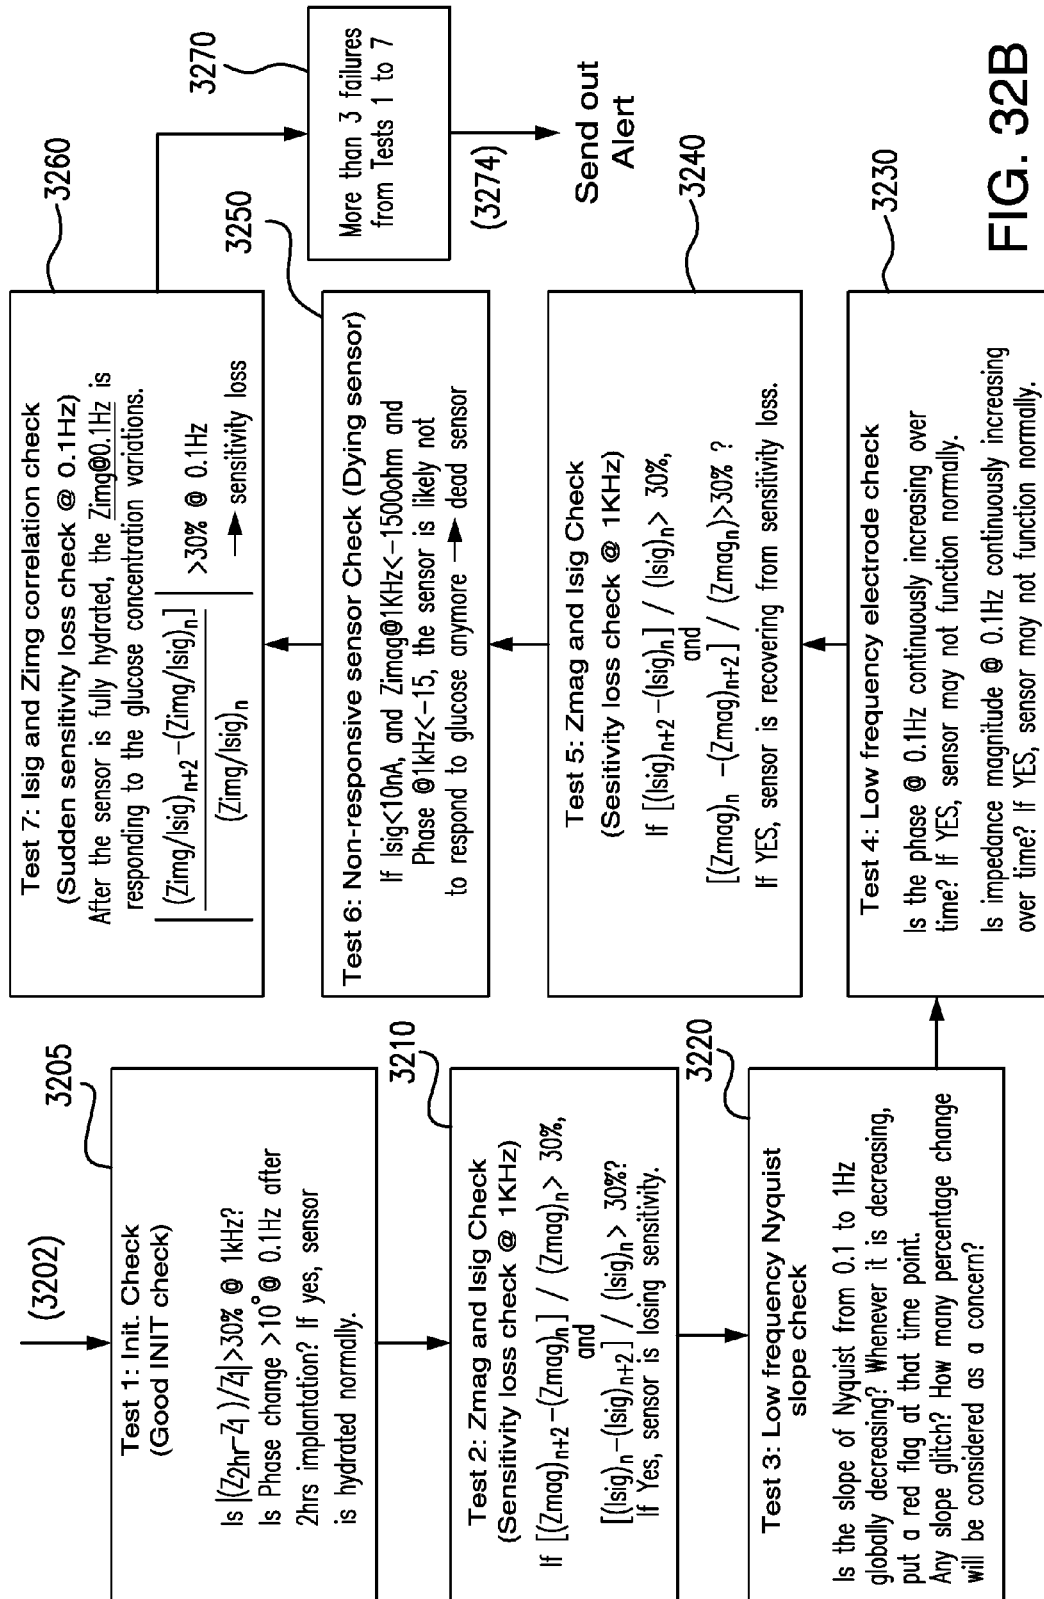 (3202)
3205
Test 1: Init. Check
(Good INIT check)
Is |(Z2hr-Z1)/Z1|>30% @ 1kHz?
Is Phase change >10°@ 0.1Hz after
2hrs implantation? If yes, sensor
is hydrated normally.
3210
Test 2: Zmag and Isig Check
(Sensitivity loss check @ 1KHz)
If [(Zmag)n+2-(Zmag)n] / (Zmag)n> 30%,
and
[(Isig)n-(Isig)n+2] / (Isig)n> 30%?
If Yes, sensor is losing sensitivity.
3220
Test 3: Low frequency Nyquist
slope check
Is the slope of Nyquist from 0.1 to 1Hz
globally decreasing? Whenever it is decreasing,
put a red flag at that time point.
Any slope glitch? How many percentage change
will be considered as a concern?
3230
Test 4: Low frequency electrode check
Is the phase @ 0.1Hz continuously increasing over
time? If YES, sensor may not function normally.
Is impedance magnitude @ 0.1Hz continuously increasing
over time? If YES, sensor may not function normally.
3240
Test 5: Zmag and Isig Check
(Sesitivity loss check @ 1KHz)
If [(Isig)n+2-(Isig)n] / (Isig)n> 30%,
and
[(Zmag)n -(Zmag)n+2] / (Zmagn)>30% ?
If YES, sensor is recovering from sensitivity loss.
3250
Test 6: Non-responsive sensor Check (Dying sensor)
If Isig<10nA, and Zimag@1KHz<-1500ohm and
Phase @1kHz<-15, the sensor is likely not
to respond to glucose anymore → dead sensor
3260
Test 7: Isig and Zimg correlation check
(Sudden sensitivity loss check @ 0.1Hz)
After the sensor is fully hydrated, the Zimg@0.1Hz is
responding to the glucose concentration variations.
|(Zimg/Isig)n+2-(Zimg/Isig)n]| >30% @ 0.1Hz
(Zimg/Isig)n → sensitivity loss
3270
More than 3 failures
from Tests 1 to 7
(3274)
Send out
Alert
FIG. 32B